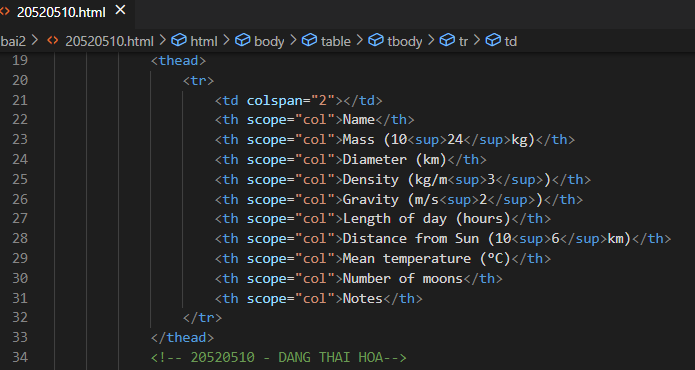 20520510.html
bai2 > 20520510.html > html > body > table > tbody > tr > td
19 <thead>
20 <tr>
21 <td colspan="2"></td>
22 <th scope="col">Name</th>
23 <th scope="col">Mass (10<sup>24</sup>kg)</th>
24 <th scope="col">Diameter (km)</th>
25 <th scope="col">Density (kg/m<sup>3</sup>)</th>
26 <th scope="col">Gravity (m/s<sup>2</sup>)</th>
27 <th scope="col">Length of day (hours)</th>
28 <th scope="col">Distance from Sun (10<sup>6</sup>km)</th>
29 <th scope="col">Mean temperature (°C)</th>
30 <th scope="col">Number of moons</th>
31 <th scope="col">Notes</th>
32 </tr>
33 </thead>
34 <!-- 20520510 - DANG THAI HOA-->